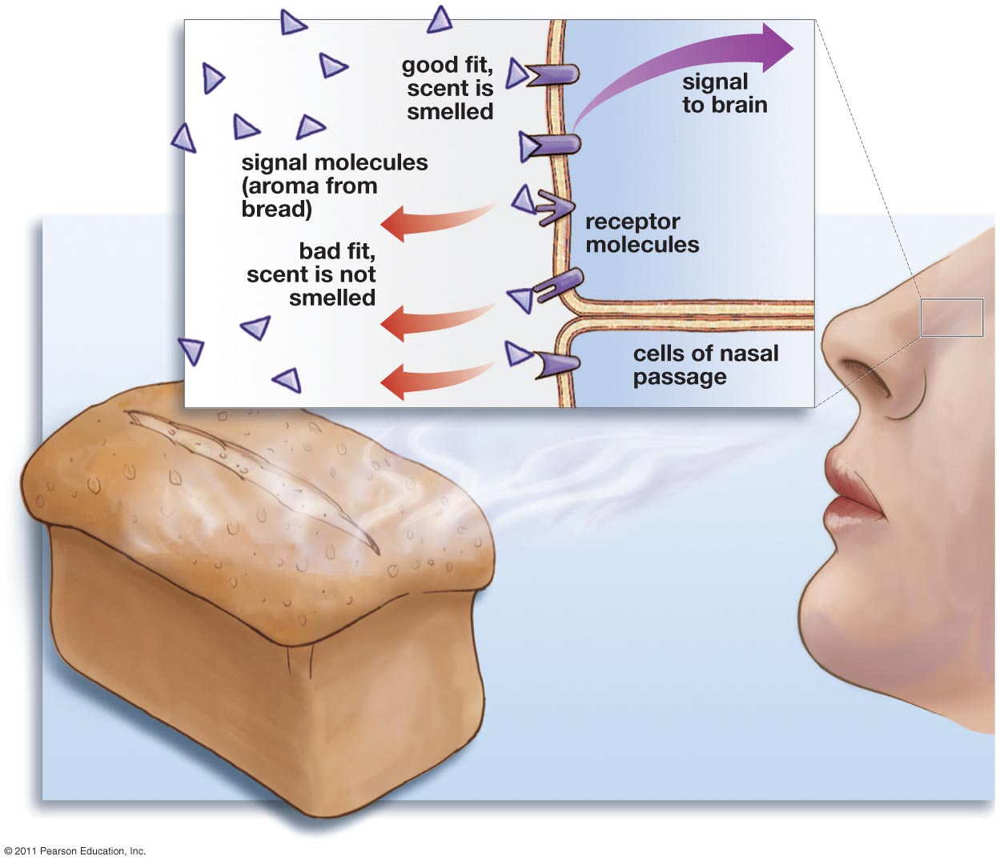 good fit,
scent is
smelled
signal
to brain
signal molecules
(aroma from
bread)
receptor
molecules
bad fit,
scent is not
smelled
cells of nasal
passage
© 2011 Pearson Education, Inc.